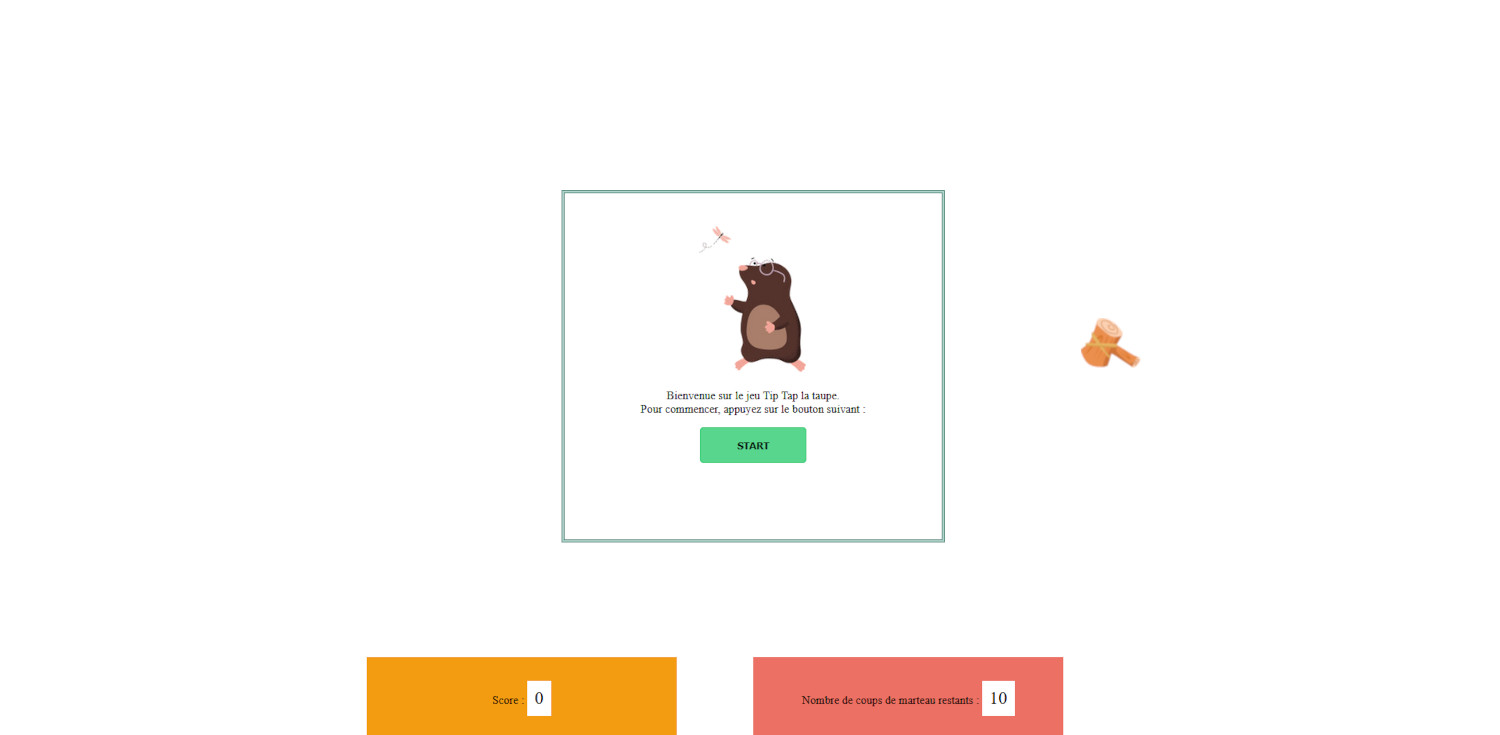 Bienvenue sur le jeu Tip Tap la taupe.
Pour commencer, appuyez sur le bouton suivant :
START
Score : 0
Nombre de coups de marteau restants : 10